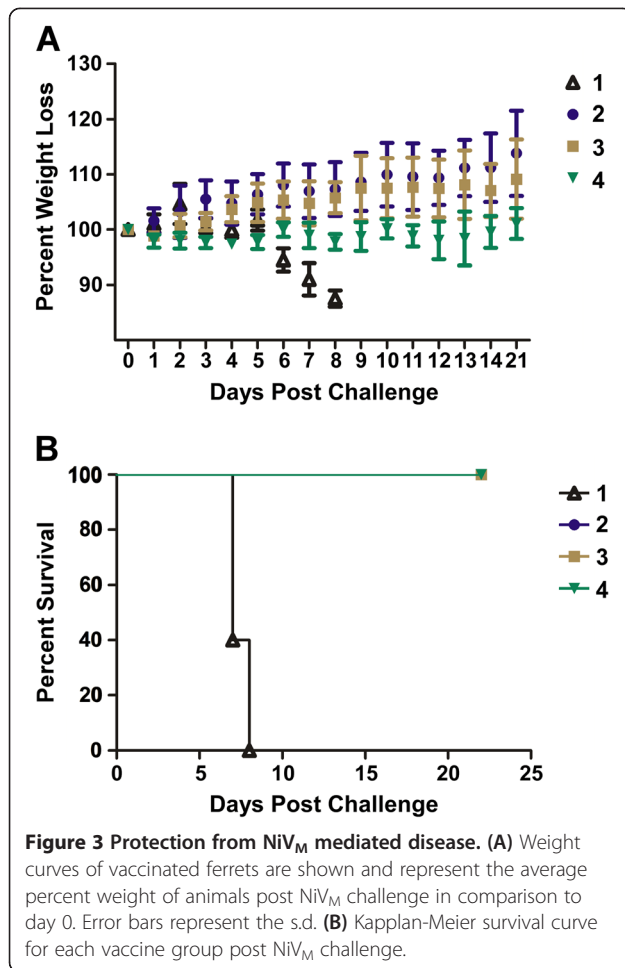 A
130
120
110
100
90
Percent Weight Loss
0 1 2 3 4 5 6 7 8 9 10 11 12 13 14 21
Days Post Challenge
1
2
3
4
B
100
80
60
40
20
0
Percent Survival
0 5 10 15 20 25
Days Post Challenge
1
2
3
4
Figure 3 Protection from NiVM mediated disease. (A) Weight
curves of vaccinated ferrets are shown and represent the average
percent weight of animals post NiVM challenge in comparison to
day 0. Error bars represent the s.d. (B) Kapplan-Meier survival curve
for each vaccine group post NiVM challenge.